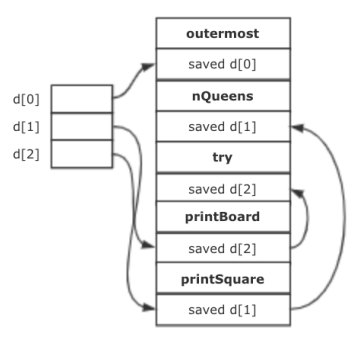 outermost
saved d[0]
nQueens
d[0]
d[1]
saved d[1]
d[2]
try
saved d[2]
printBoard
saved d[2]
printSquare
saved d[1]